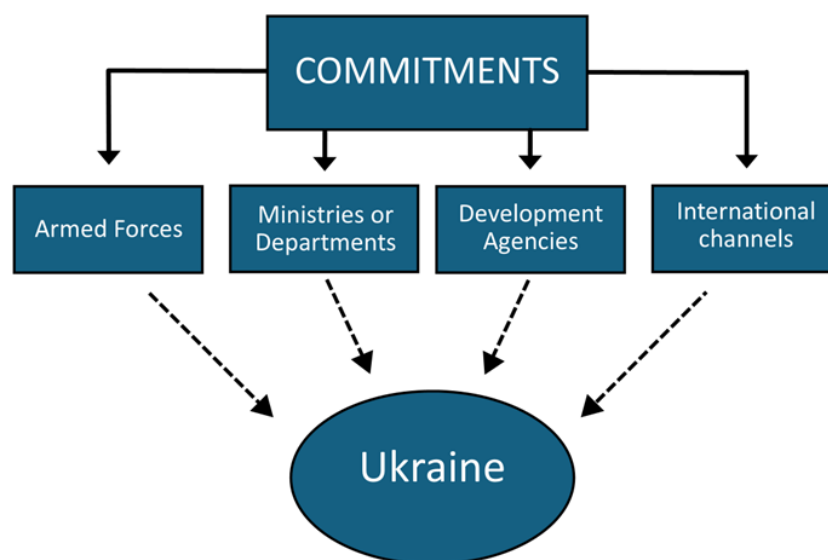 COMMITMENTS
Armed Forces
Ministries or
Departments
Development
Agencies
International
channels
Ukraine